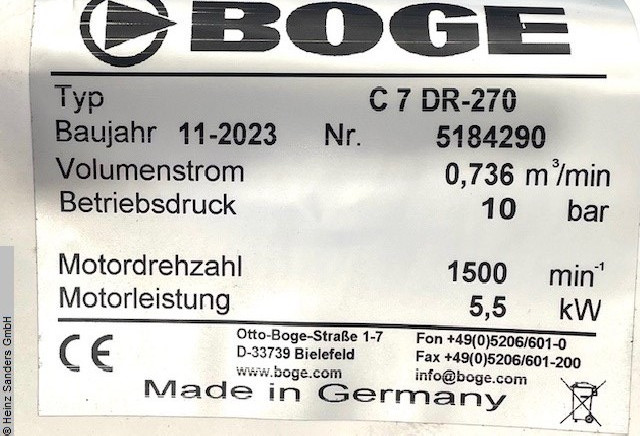 BOGE
Typ C 7 DR-270
Baujahr 11-2023 Nr. 5184290
Volumenstrom 0,736 m³/min
Betriebsdruck 10 bar
Motordrehzahl 1500 min⁻¹
Motorleistung 5,5 kW
CE
Otto-Boge-Straße 1-7 Fon +49(0)5206/601-0
D-33739 Bielefeld Fax +49(0)5206/601-200
www.boge.com info@boge.com
Made in Germany
© Heinz Sanders GmbH